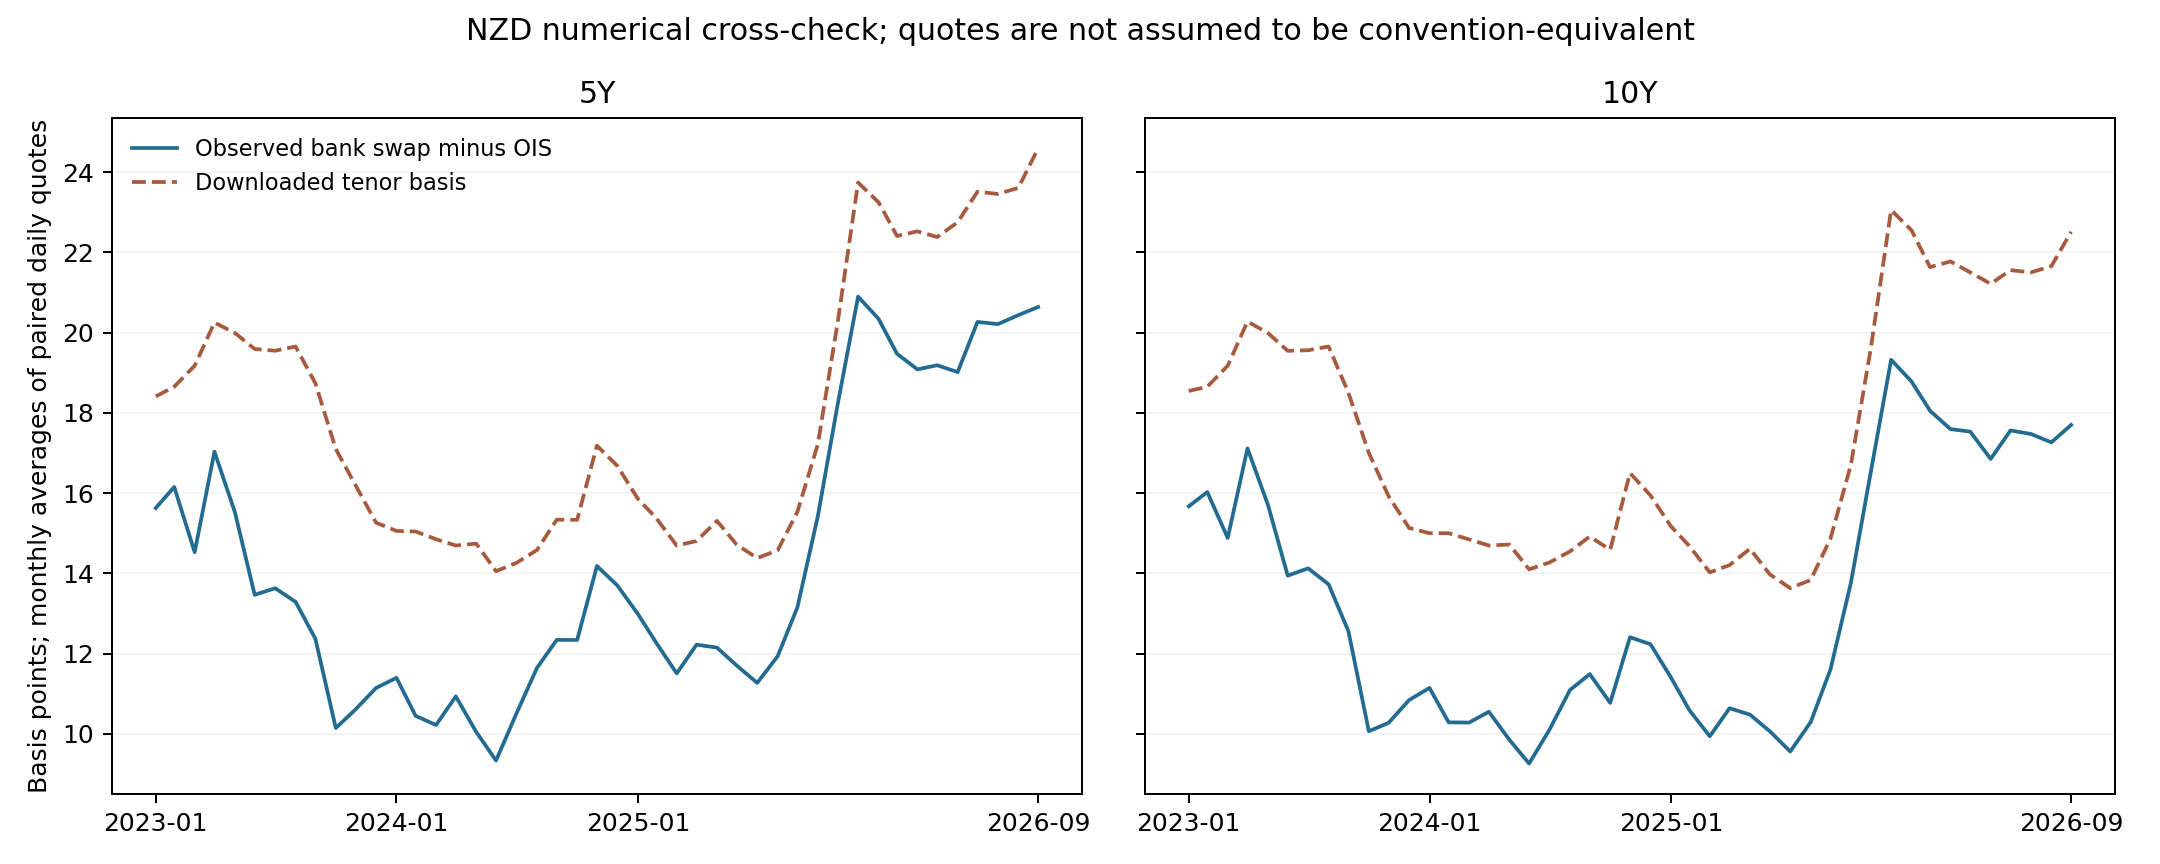 NZD numerical cross-check; quotes are not assumed to be convention-equivalent
5Y
10Y
Basis points; monthly averages of paired daily quotes
Observed bank swap minus OIS
Downloaded tenor basis
24
22
20
18
16
14
12
10
2023-01
2024-01
2025-01
2026-09
2023-01
2024-01
2025-01
2026-09